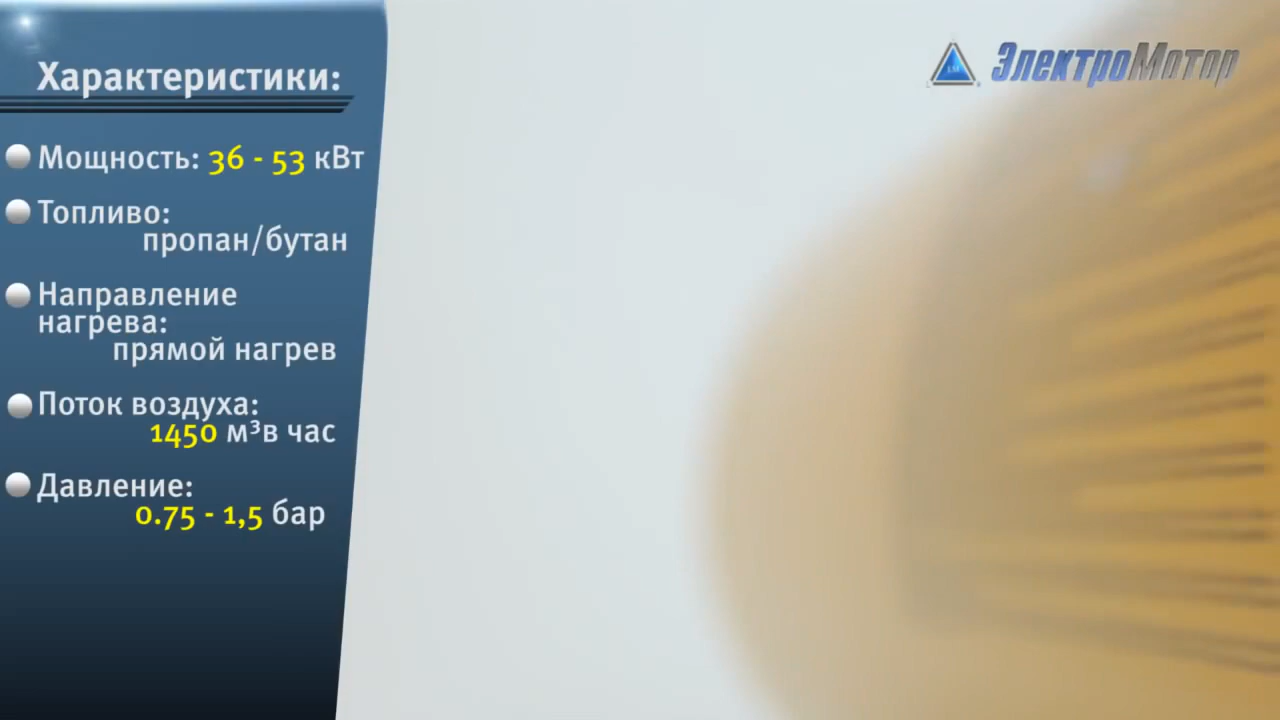 Характеристики:
Мощность: 36 - 53 кВт
Топливо:
пропан/бутан
Направление
нагрева:
прямой нагрев
Поток воздуха:
1450 м³в час
Давление:
0.75 - 1,5 бар
ЭлектроМотор